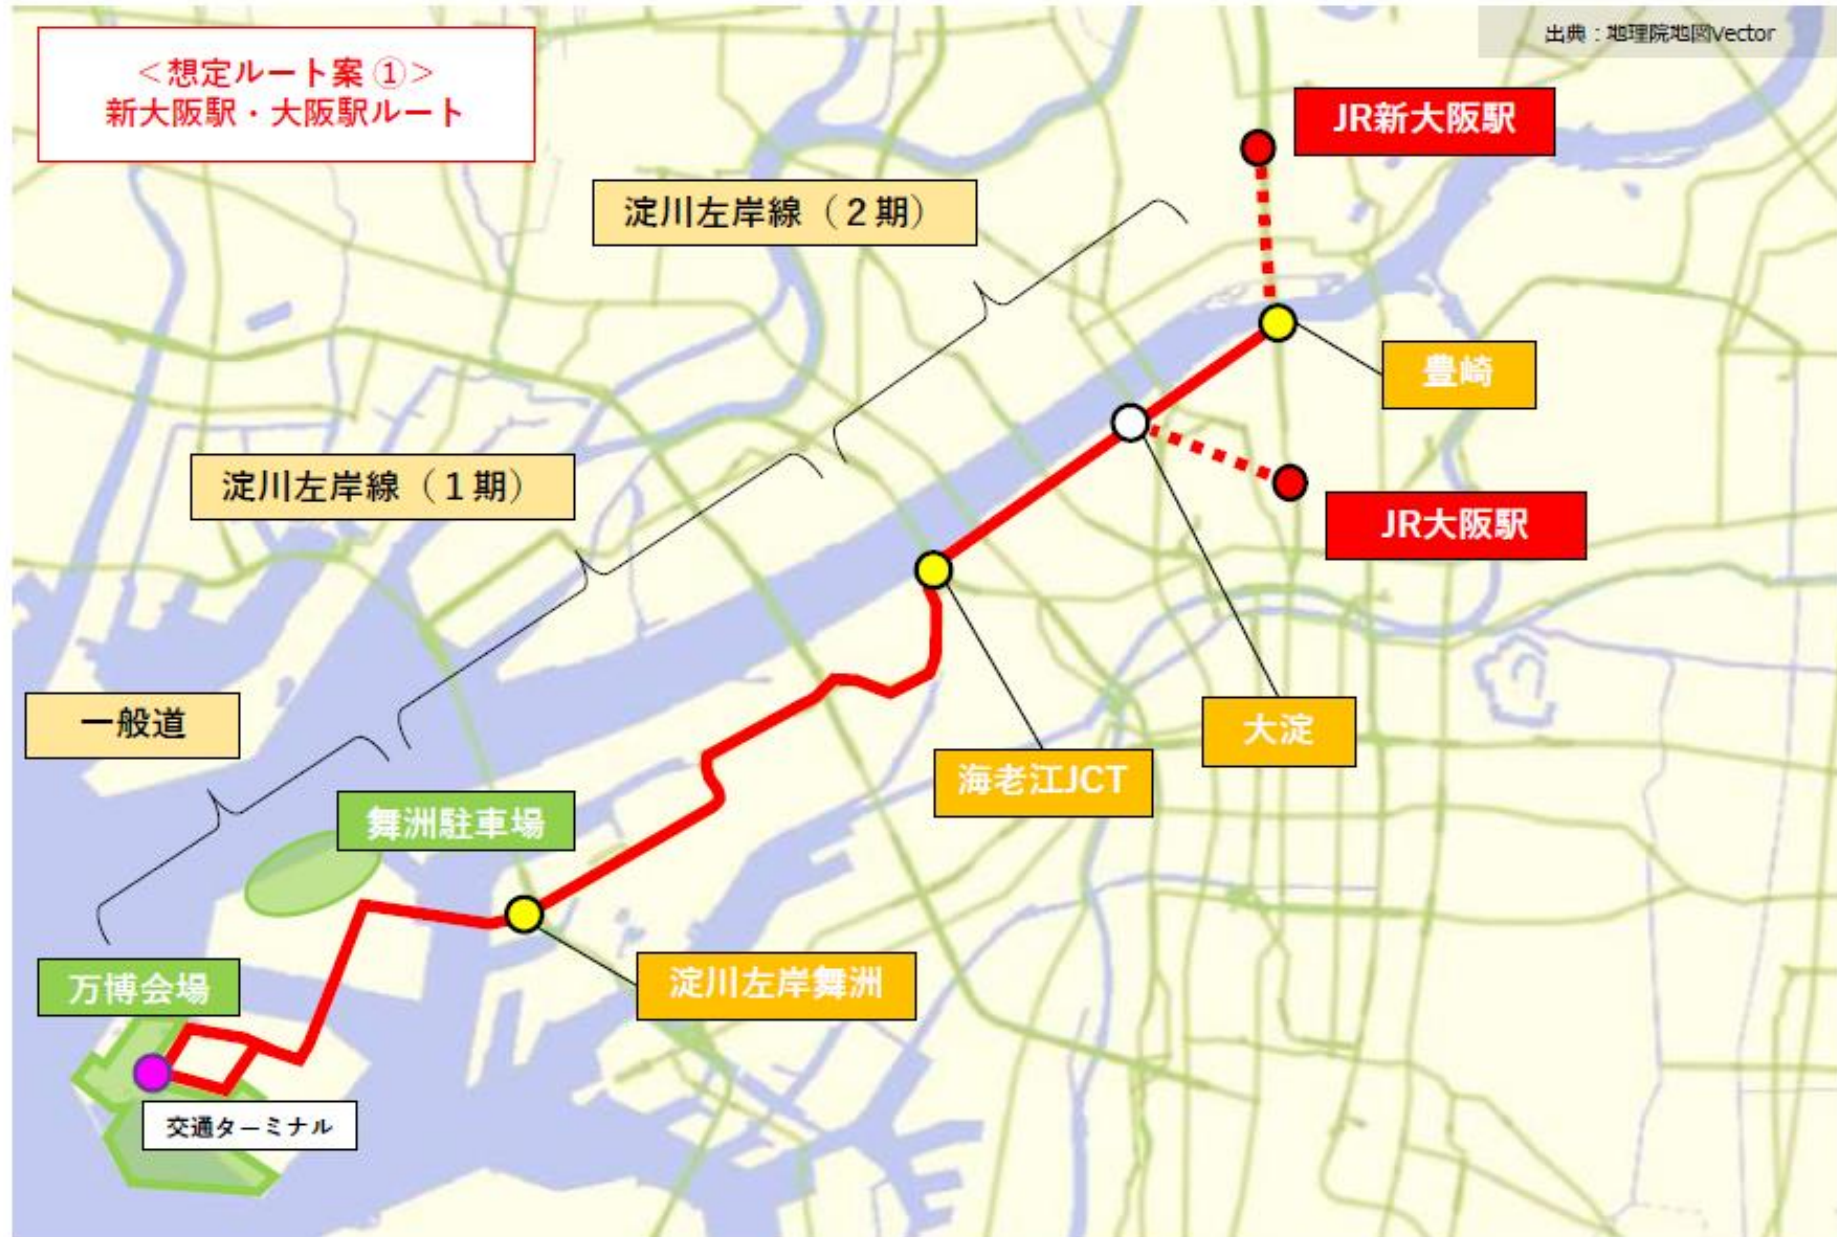 出典：地理院地図Vector
＜想定ルート案①＞
新大阪駅・大阪駅ルート
JR新大阪駅
淀川左岸線（２期）
豊崎
淀川左岸線（１期）
JR大阪駅
一般道
大淀
海老江JCT
舞洲駐車場
万博会場
淀川左岸舞洲
交通ターミナル